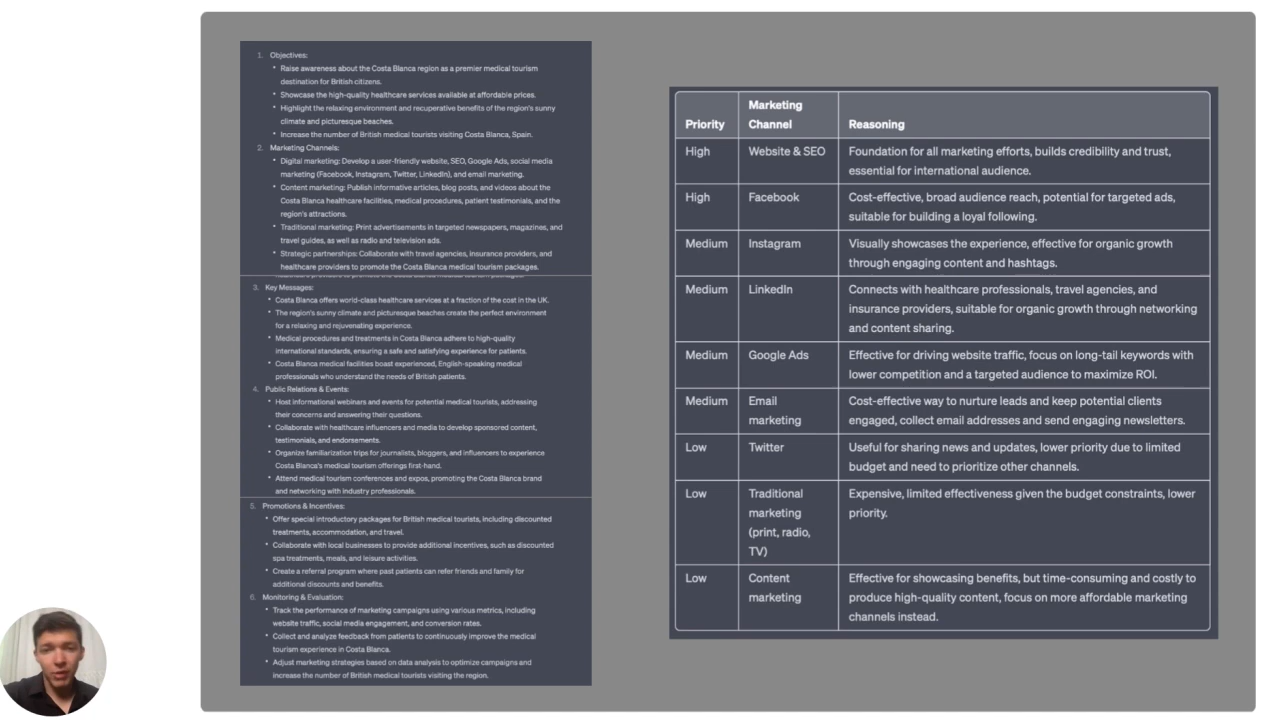 1. Objectives:
• Raise awareness about the Costa Blanca region as a premier medical tourism
destination for British citizens.
• Showcase the high-quality healthcare services available at affordable prices.
• Highlight the relaxing environment and recuperative benefits of the region's sunny
climate and picturesque beaches.
• Increase the number of British medical tourists visiting Costa Blanca, Spain.
2. Marketing Channels:
• Digital marketing: Develop a user-friendly website, SEO, Google Ads, social media
marketing (Facebook, Instagram, Twitter, LinkedIn), and email marketing.
• Content marketing: Publish informative articles, blog posts, and videos about the
Costa Blanca healthcare facilities, medical procedures, patient testimonials, and the
region's attractions.
• Traditional marketing: Print advertisements in targeted newspapers, magazines, and
travel guides, as well as radio and television ads.
• Strategic partnerships: Collaborate with travel agencies, insurance providers, and
healthcare providers to promote the Costa Blanca medical tourism packages.
3. Key Messages:
• Costa Blanca offers world-class healthcare services at a fraction of the cost in the UK.
• The region's sunny climate and picturesque beaches create the perfect environment
for a relaxing and rejuvenating experience.
• Medical procedures and treatments in Costa Blanca adhere to high-quality
international standards, ensuring a safe and satisfying experience for patients.
• Costa Blanca medical facilities boast experienced, English-speaking medical
professionals who understand the needs of British patients.
4. Public Relations & Events:
• Host informational webinars and events for potential medical tourists, addressing
their concerns and answering their questions.
• Collaborate with healthcare influencers and media to develop sponsored content,
testimonials, and endorsements.
• Organize familiarization trips for journalists, bloggers, and influencers to experience
Costa Blanca's medical tourism offerings first-hand.
• Attend medical tourism conferences and expos, promoting the Costa Blanca brand
and networking with industry professionals.
5. Promotions & Incentives:
• Offer special introductory packages for British medical tourists, including discounted
treatments, accommodation, and travel.
• Collaborate with local businesses to provide additional incentives, such as discounted
spa treatments, meals, and leisure activities.
• Create a referral program where past patients can refer friends and family for
additional discounts and benefits.
6. Monitoring & Evaluation:
• Track the performance of marketing campaigns using various metrics, including
website traffic, social media engagement, and conversion rates.
• Collect and analyze feedback from patients to continuously improve the medical
tourism experience in Costa Blanca.
• Adjust marketing strategies based on data analysis to optimize campaigns and
increase the number of British medical tourists visiting the region.
Marketing
Priority Channel Reasoning
High Website & SEO Foundation for all marketing efforts, builds credibility and trust,
essential for international audience.
High Facebook Cost-effective, broad audience reach, potential for targeted ads,
suitable for building a loyal following.
Medium Instagram Visually showcases the experience, effective for organic growth
through engaging content and hashtags.
Medium LinkedIn Connects with healthcare professionals, travel agencies, and
insurance providers, suitable for organic growth through networking
and content sharing.
Medium Google Ads Effective for driving website traffic, focus on long-tail keywords with
lower competition and a targeted audience to maximize ROI.
Medium Email Cost-effective way to nurture leads and keep potential clients
marketing engaged, collect email addresses and send engaging newsletters.
Low Twitter Useful for sharing news and updates, lower priority due to limited
budget and need to prioritize other channels.
Low Traditional Expensive, limited effectiveness given the budget constraints, lower
marketing priority.
(print, radio,
TV)
Low Content Effective for showcasing benefits, but time-consuming and costly to
marketing produce high-quality content, focus on more affordable marketing
channels instead.